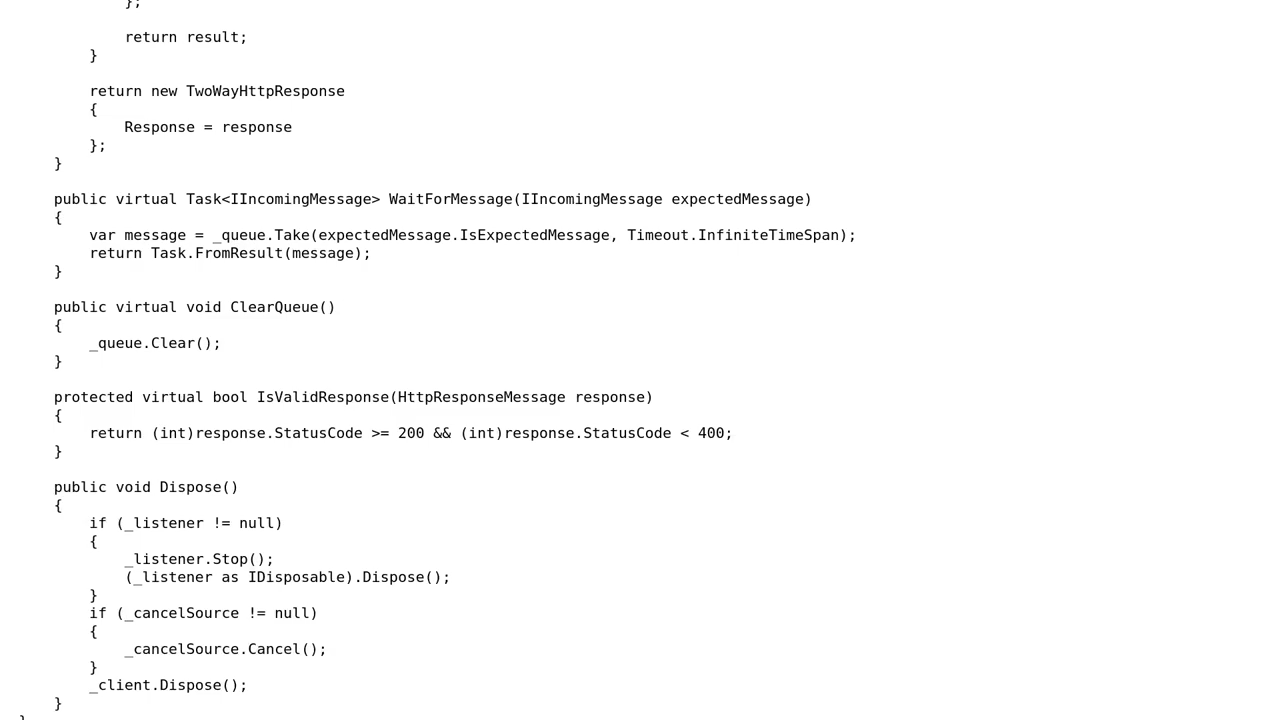 };

return result;
}

return new TwoWayHttpResponse
{
Response = response
};
}

public virtual Task<IIncomingMessage> WaitForMessage(IIncomingMessage expectedMessage)
{
var message = _queue.Take(expectedMessage.IsExpectedMessage, Timeout.InfiniteTimeSpan);
return Task.FromResult(message);
}

public virtual void ClearQueue()
{
_queue.Clear();
}

protected virtual bool IsValidResponse(HttpResponseMessage response)
{
return (int)response.StatusCode >= 200 && (int)response.StatusCode < 400;
}

public void Dispose()
{
if (_listener != null)
{
_listener.Stop();
(_listener as IDisposable).Dispose();
}
if (_cancelSource != null)
{
_cancelSource.Cancel();
}
_client.Dispose();
}
}